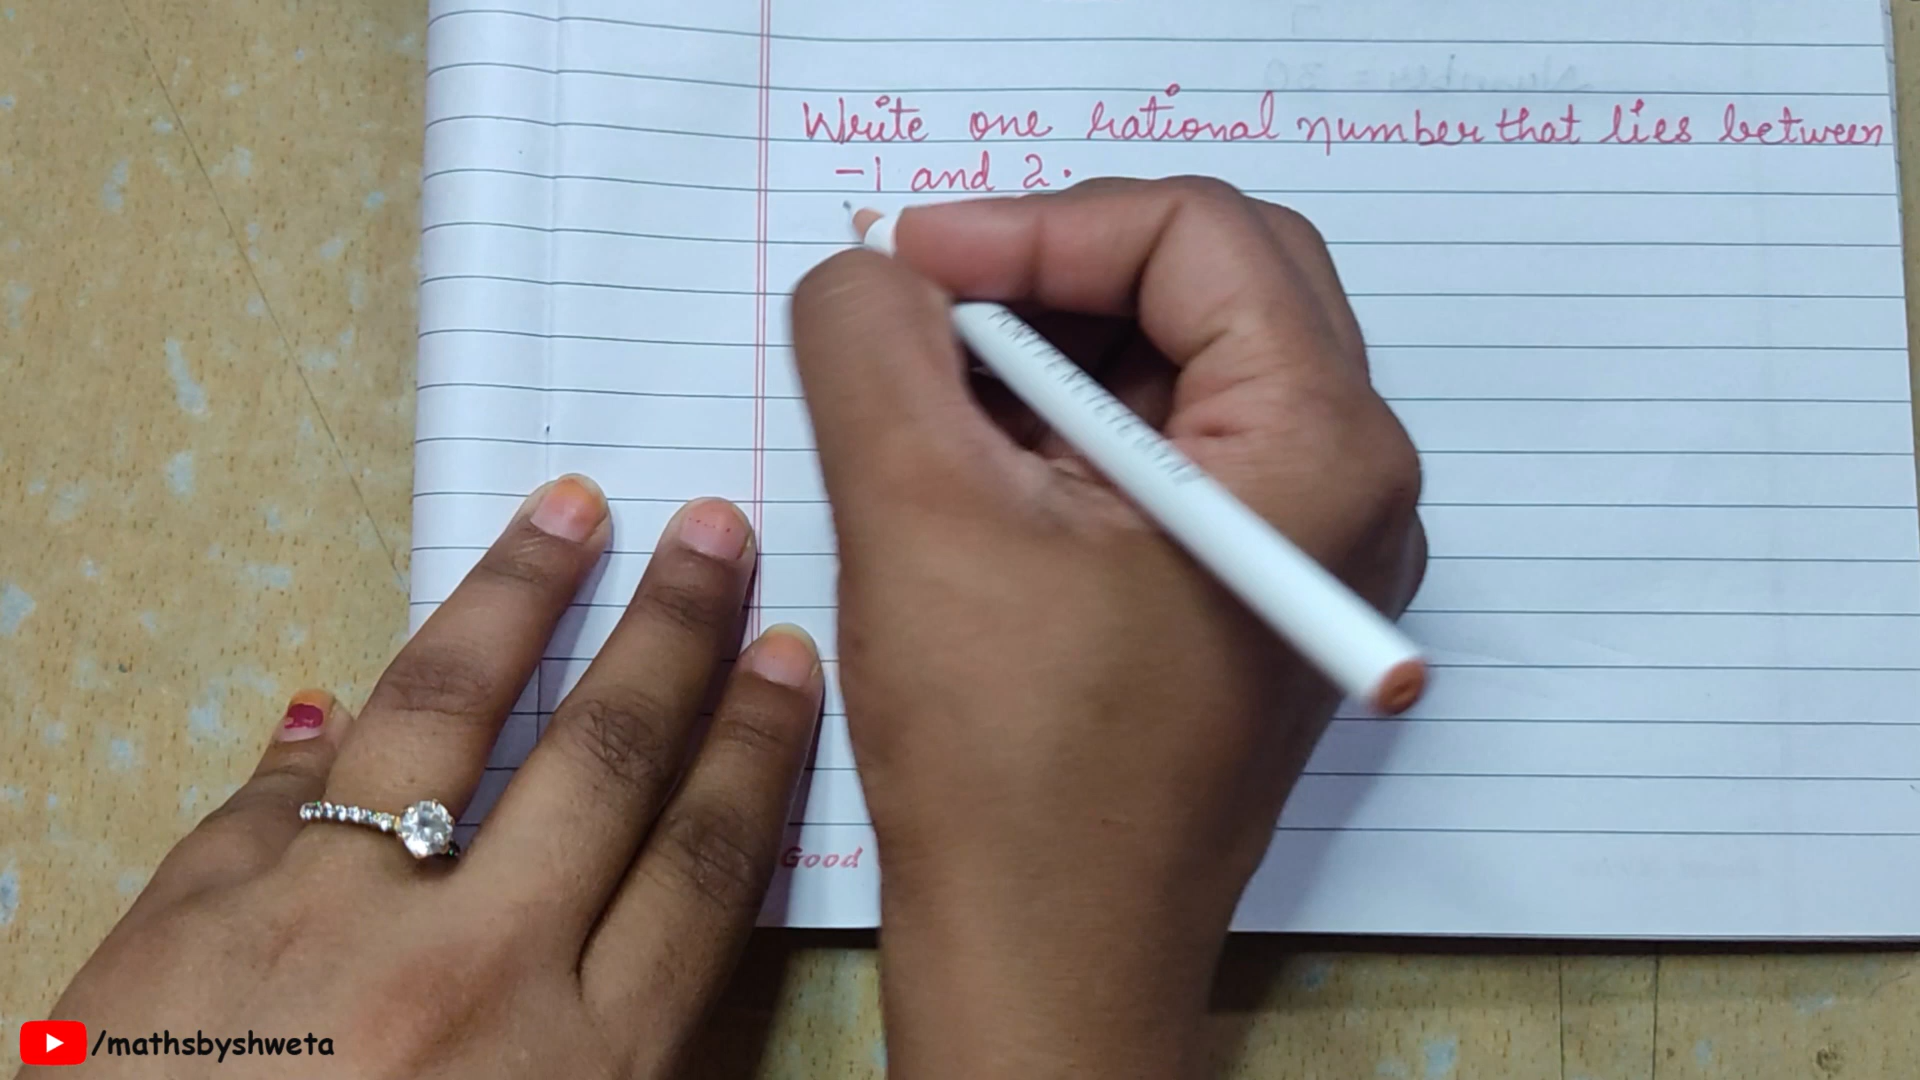 Write one rational number that lies between
-1 and 2.
Good
/mathsbyshweta